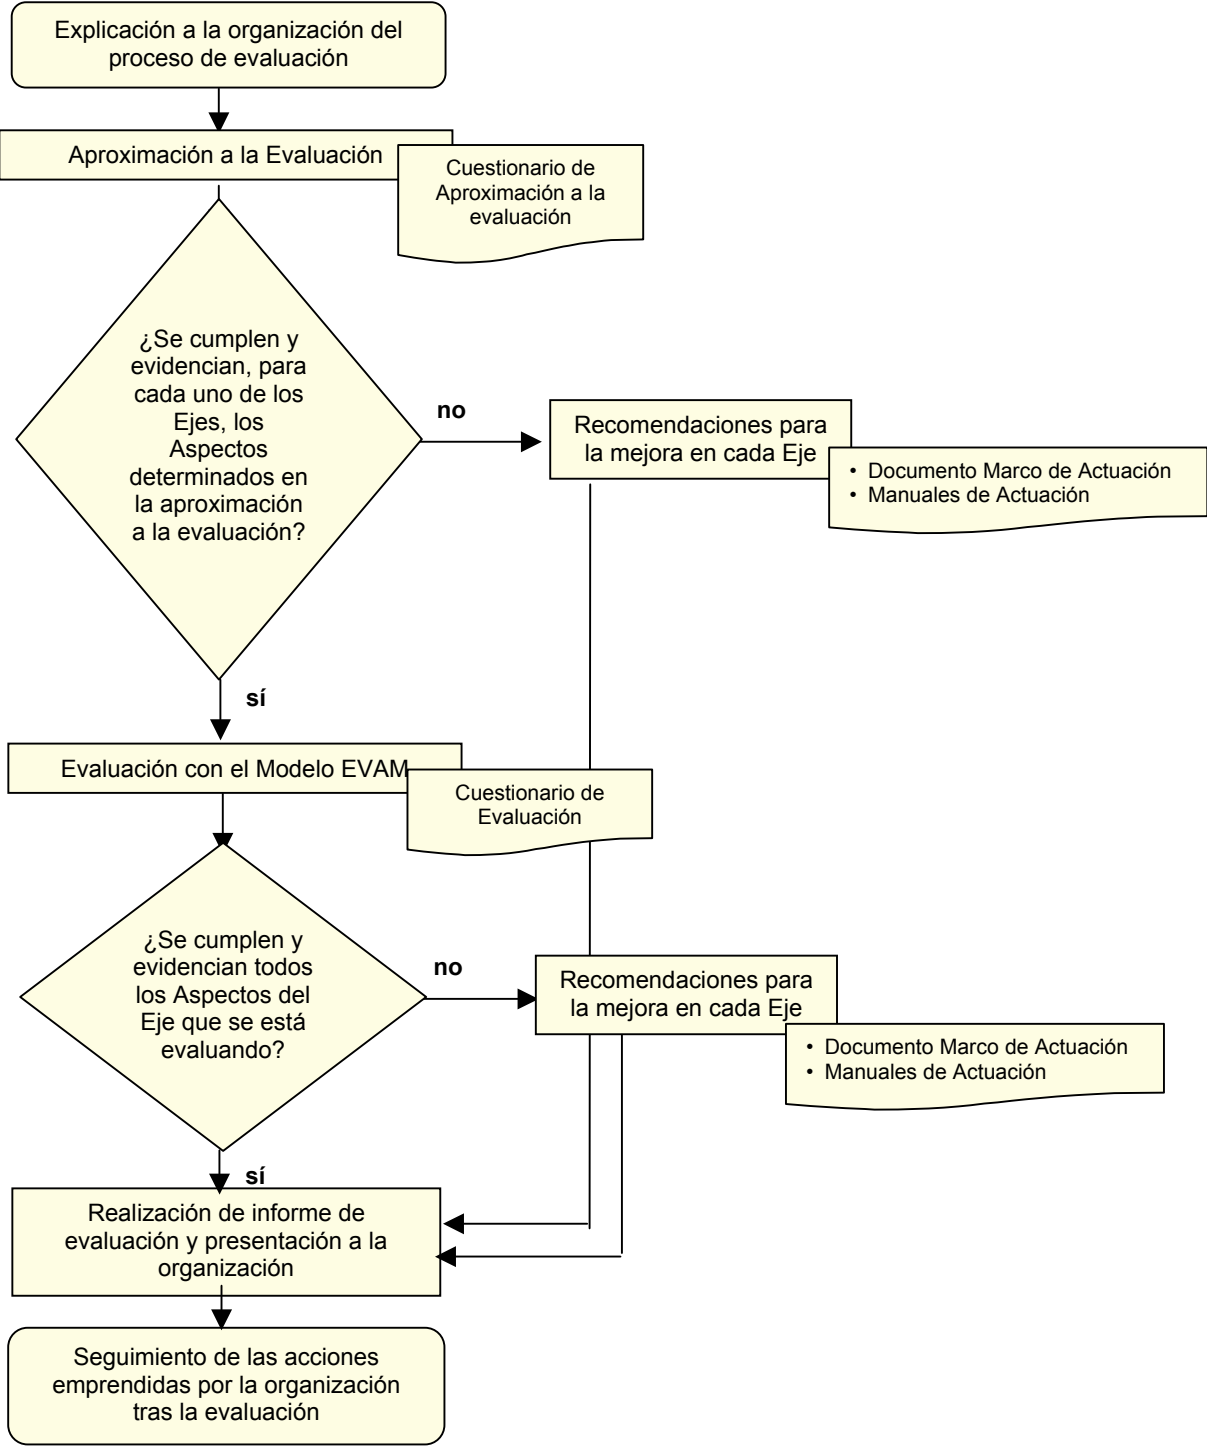 Explicación a la organización del
proceso de evaluación
Aproximación a la Evaluación
Cuestionario de
Aproximación a la
evaluación
¿Se cumplen y
evidencian, para
cada uno de los
Ejes, los
Aspectos
determinados en
la aproximación
a la evaluación?
no
Recomendaciones para
la mejora en cada Eje
• Documento Marco de Actuación
• Manuales de Actuación
sí
Evaluación con el Modelo EVAM
Cuestionario de
Evaluación
¿Se cumplen y
evidencian todos
los Aspectos del
Eje que se está
evaluando?
no
Recomendaciones para
la mejora en cada Eje
• Documento Marco de Actuación
• Manuales de Actuación
sí
Realización de informe de
evaluación y presentación a la
organización
Seguimiento de las acciones
emprendidas por la organización
tras la evaluación